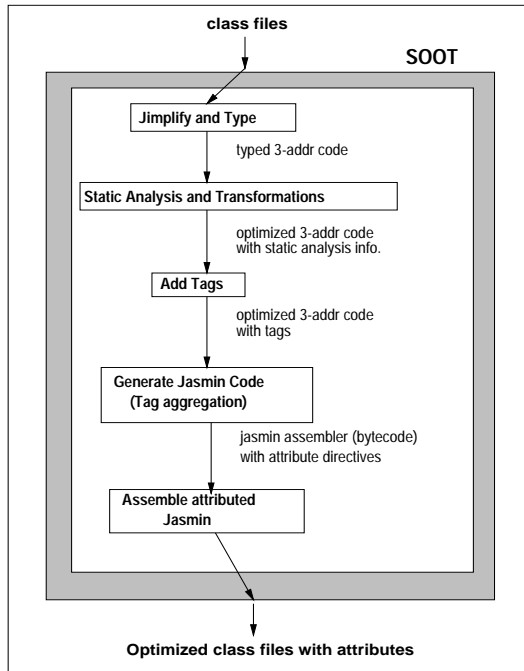 class files
SOOT
Jimplify and Type
typed 3-addr code
Static Analysis and Transformations
optimized 3-addr code
with static analysis info.
Add Tags
optimized 3-addr code
with tags
Generate Jasmin Code
(Tag aggregation)
jasmin assembler (bytecode)
with attribute directives
Assemble attributed
Jasmin
Optimized class files with attributes